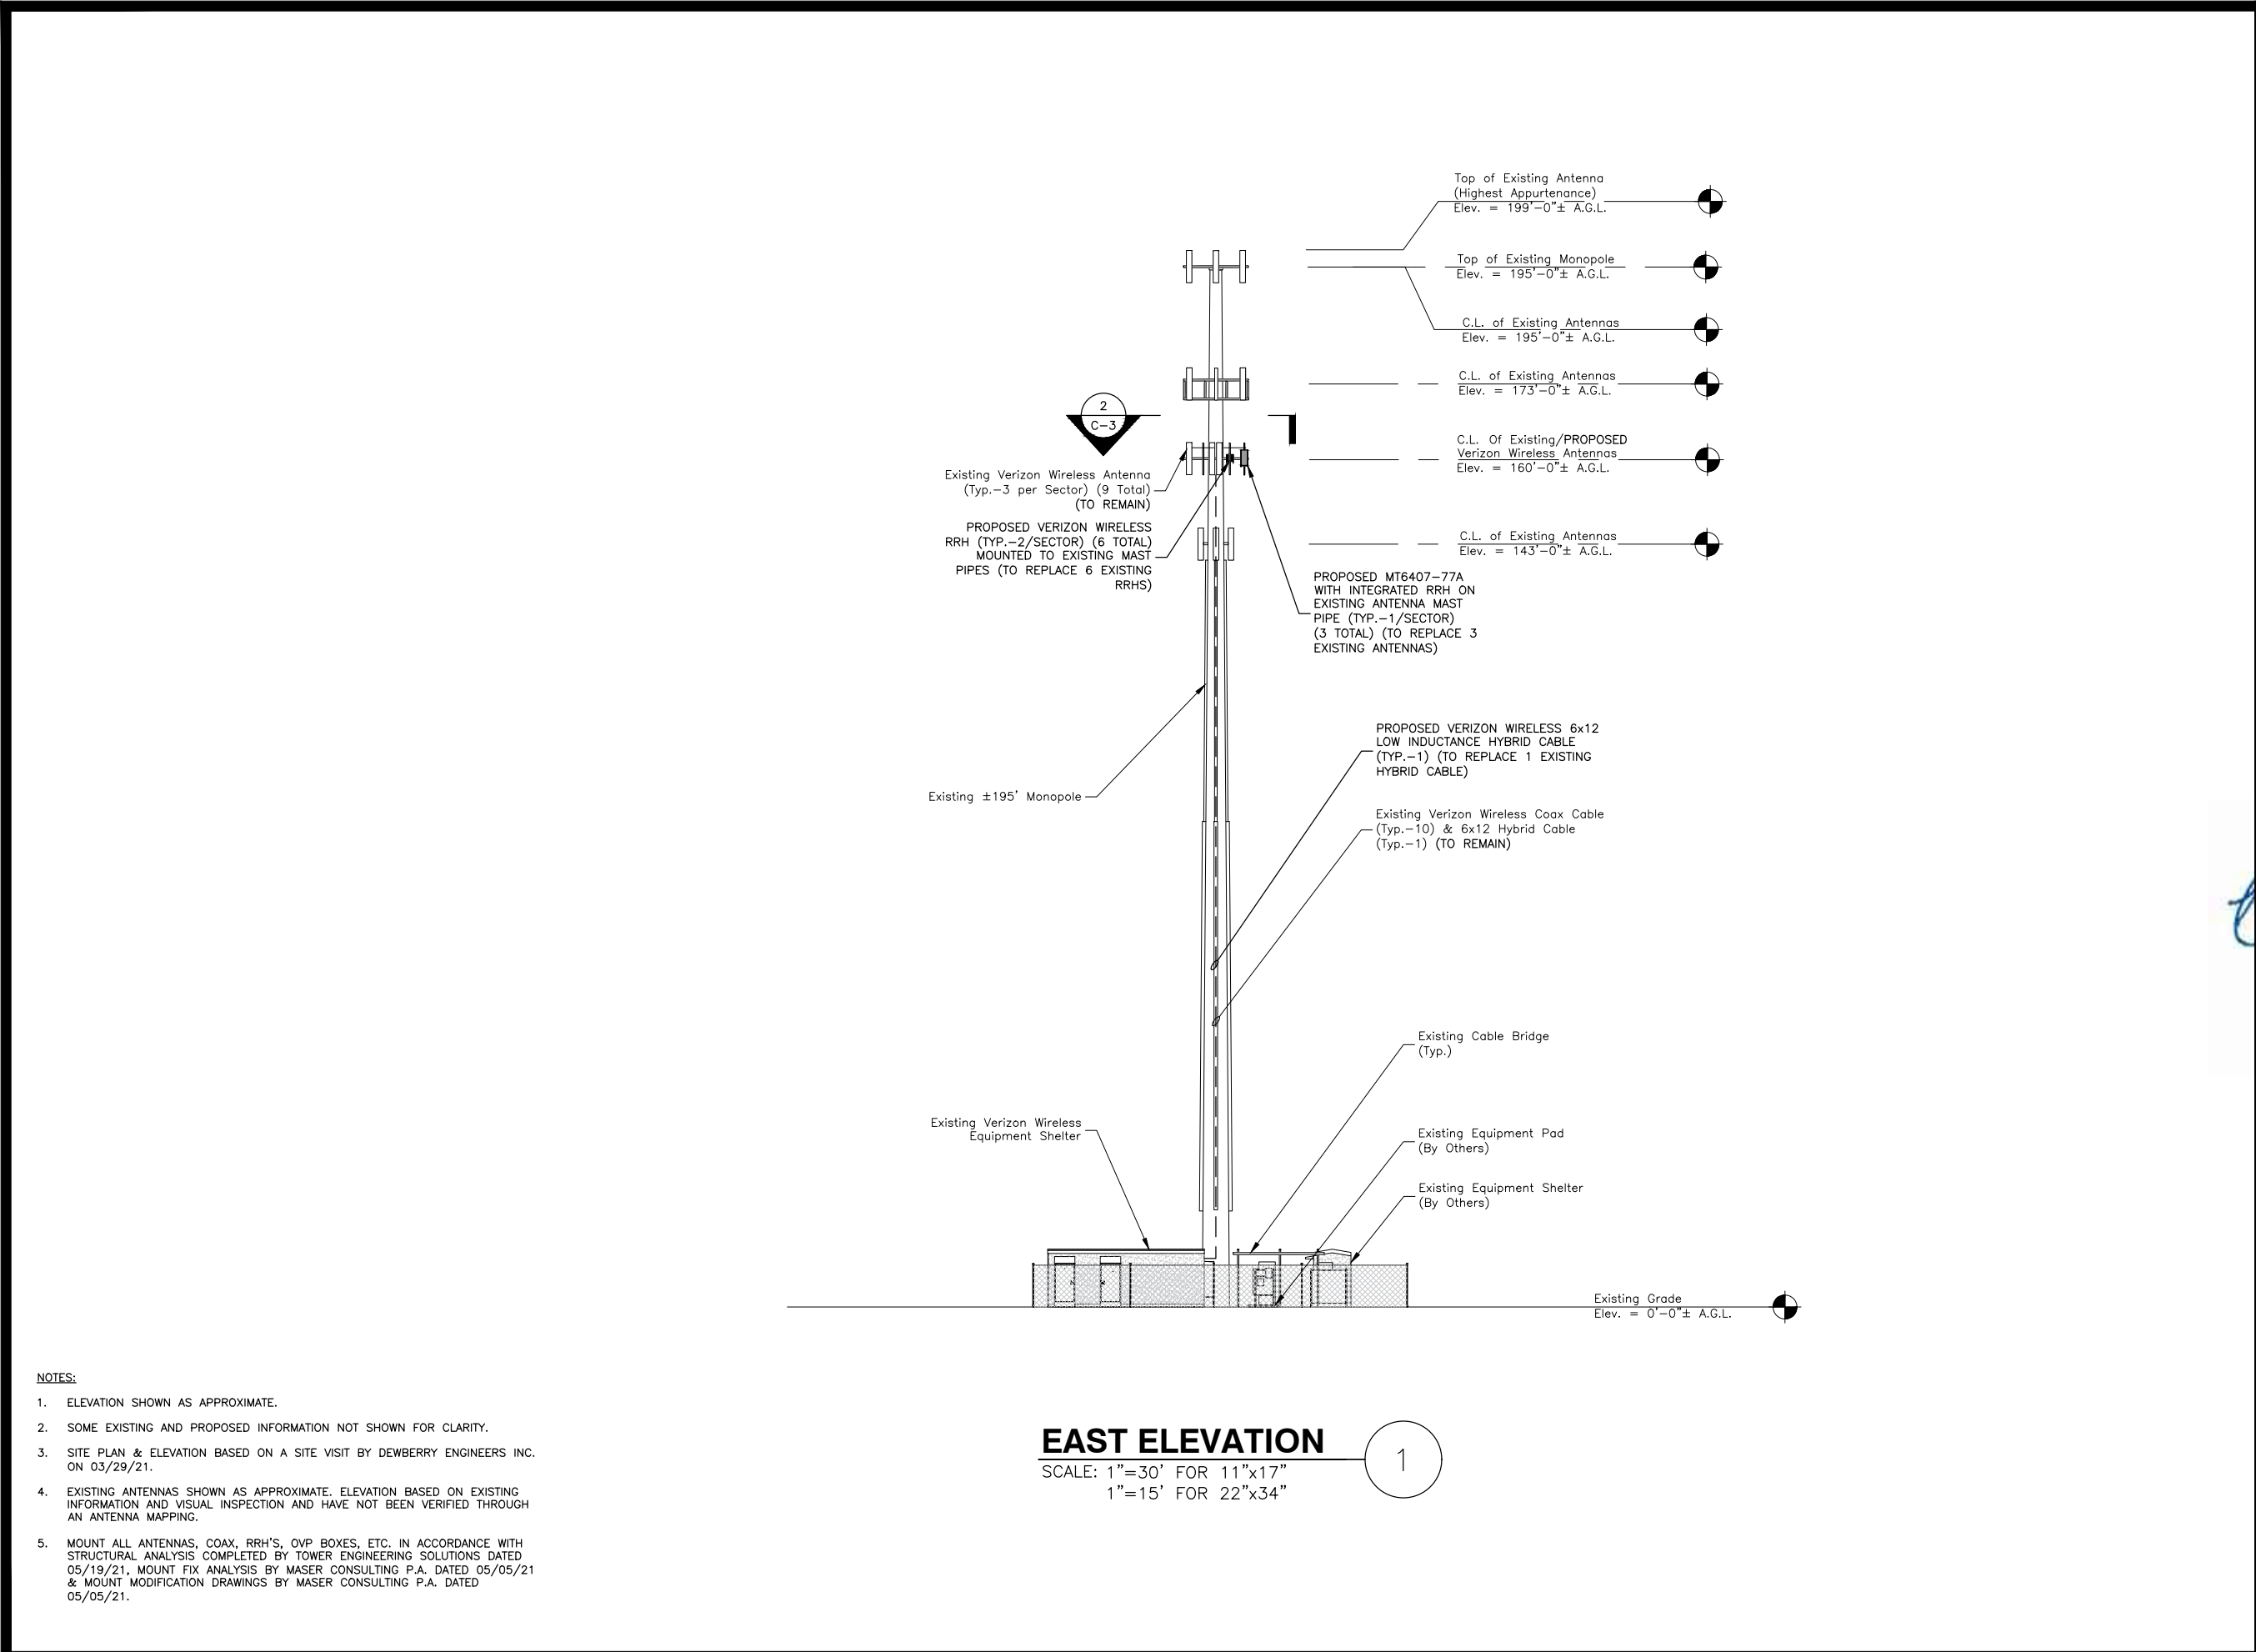 Top of Existing Antenna
(Highest Appurtenance)
Elev. = 199'-0"± A.G.L.
Top of Existing Monopole
Elev. = 195'-0"± A.G.L.
C.L. of Existing Antennas
Elev. = 195'-0"± A.G.L.
C.L. of Existing Antennas
Elev. = 173'-0"± A.G.L.
2
C-3
C.L. Of Existing/PROPOSED
Verizon Wireless Antennas
Elev. = 160'-0"± A.G.L.
Existing Verizon Wireless Antenna
(Typ.-3 per Sector) (9 Total)
(TO REMAIN)
PROPOSED VERIZON WIRELESS
RRH (TYP.-2/SECTOR) (6 TOTAL)
MOUNTED TO EXISTING MAST
PIPES (TO REPLACE 6 EXISTING
RRHS)
C.L. of Existing Antennas
Elev. = 143'-0"± A.G.L.
PROPOSED MT6407-77A
WITH INTEGRATED RRH ON
EXISTING ANTENNA MAST
PIPE (TYP.-1/SECTOR)
(3 TOTAL) (TO REPLACE 3
EXISTING ANTENNAS)
PROPOSED VERIZON WIRELESS 6x12
LOW INDUCTANCE HYBRID CABLE
(TYP.-1) (TO REPLACE 1 EXISTING
HYBRID CABLE)
Existing ±195' Monopole
Existing Verizon Wireless Coax Cable
(Typ.-10) & 6x12 Hybrid Cable
(Typ.-1) (TO REMAIN)
Existing Cable Bridge
(Typ.)
Existing Verizon Wireless
Equipment Shelter
Existing Equipment Pad
(By Others)
Existing Equipment Shelter
(By Others)
Existing Grade
Elev. = 0'-0"± A.G.L.
NOTES:
1. ELEVATION SHOWN AS APPROXIMATE.
2. SOME EXISTING AND PROPOSED INFORMATION NOT SHOWN FOR CLARITY.
3. SITE PLAN & ELEVATION BASED ON A SITE VISIT BY DEWBERRY ENGINEERS INC.
ON 03/29/21.
4. EXISTING ANTENNAS SHOWN AS APPROXIMATE. ELEVATION BASED ON EXISTING
INFORMATION AND VISUAL INSPECTION AND HAVE NOT BEEN VERIFIED THROUGH
AN ANTENNA MAPPING.
5. MOUNT ALL ANTENNAS, COAX, RRH'S, OVP BOXES, ETC. IN ACCORDANCE WITH
STRUCTURAL ANALYSIS COMPLETED BY TOWER ENGINEERING SOLUTIONS DATED
05/19/21, MOUNT FIX ANALYSIS BY MASER CONSULTING P.A. DATED 05/05/21
& MOUNT MODIFICATION DRAWINGS BY MASER CONSULTING P.A. DATED
05/05/21.
EAST ELEVATION
1
SCALE: 1"=30' FOR 11"x17"
1"=15' FOR 22"x34"